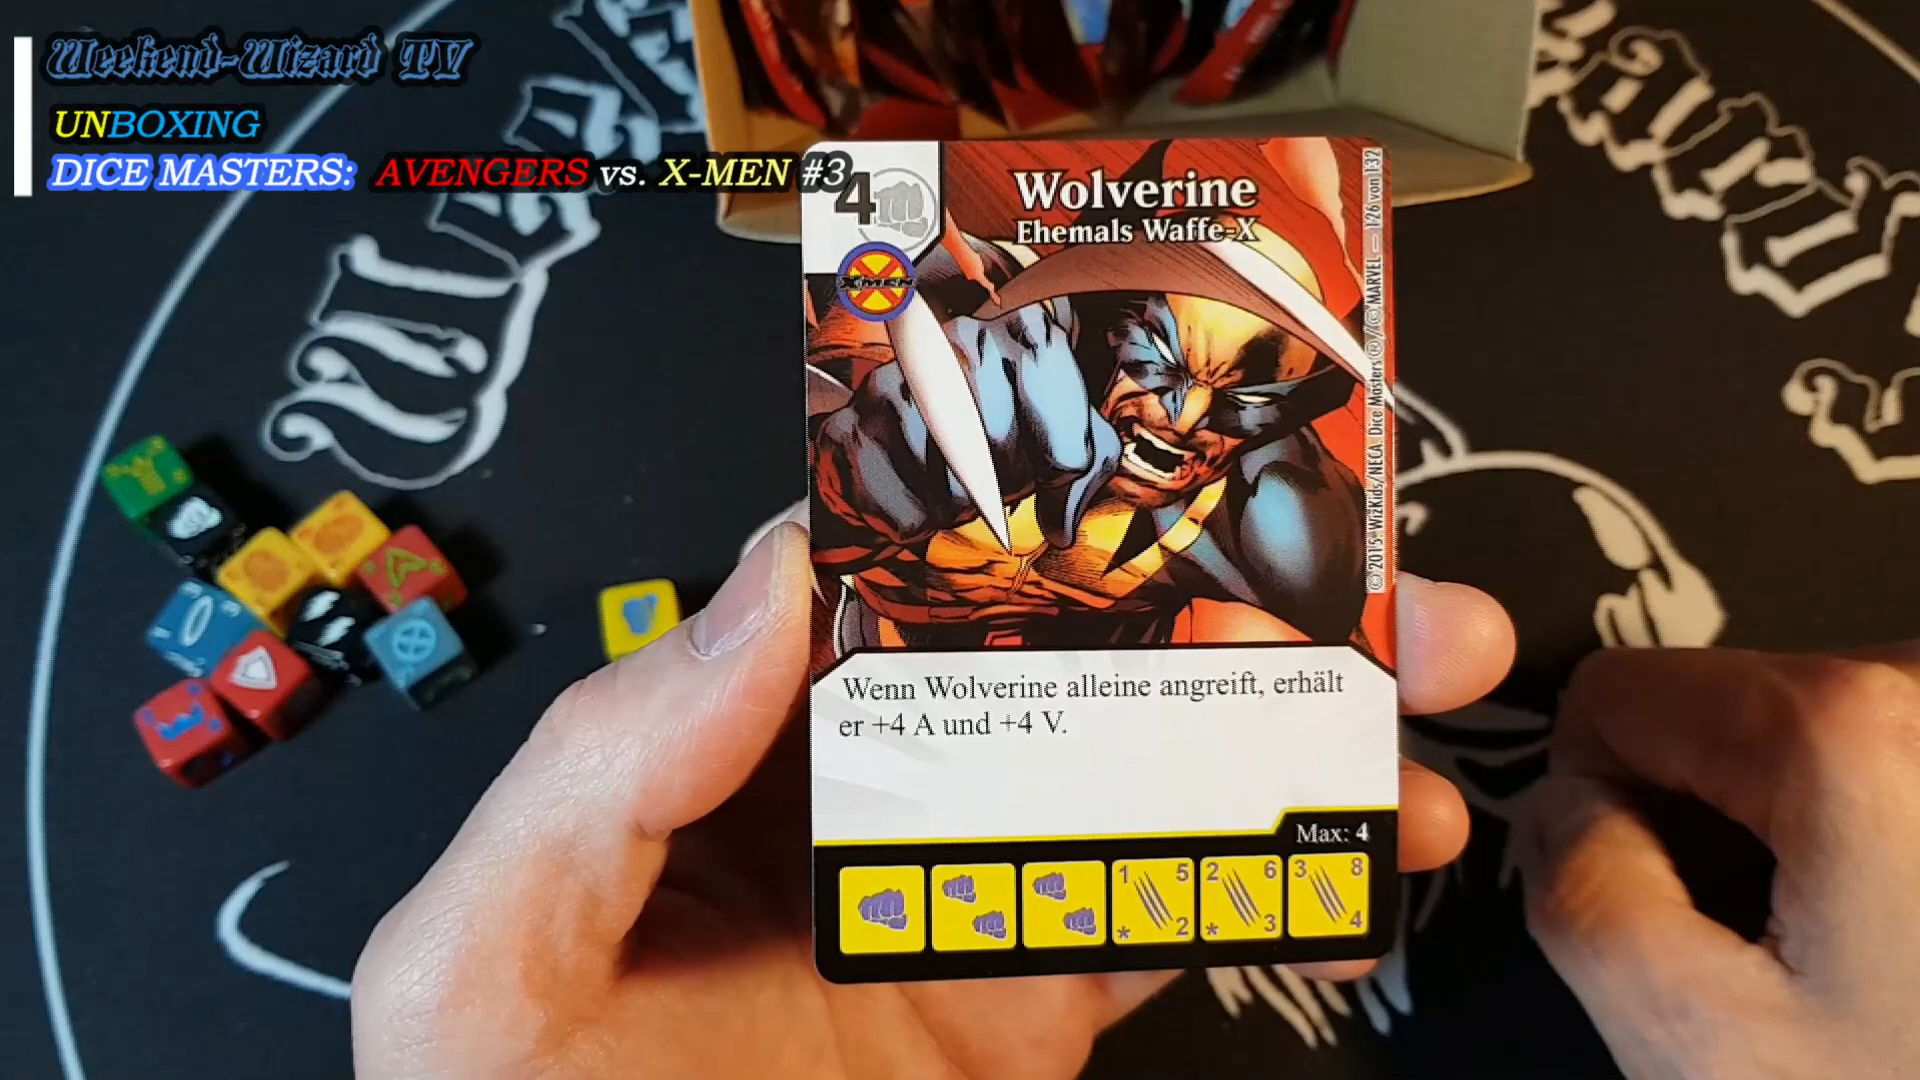 Weekend-Wizard TV
UNBOXING
DICE MASTERS: AVENGERS vs. X-MEN #3
4
Wolverine
Ehemals Waffe-X
X-MEN
© 2015 WizKids/NECA. Dice Masters®/© MARVEL — 126 von 132
Wenn Wolverine alleine angreift, erhält
er +4 A und +4 V.
Max: 4
1 5 * 2
2 6 * 3
3 8 4